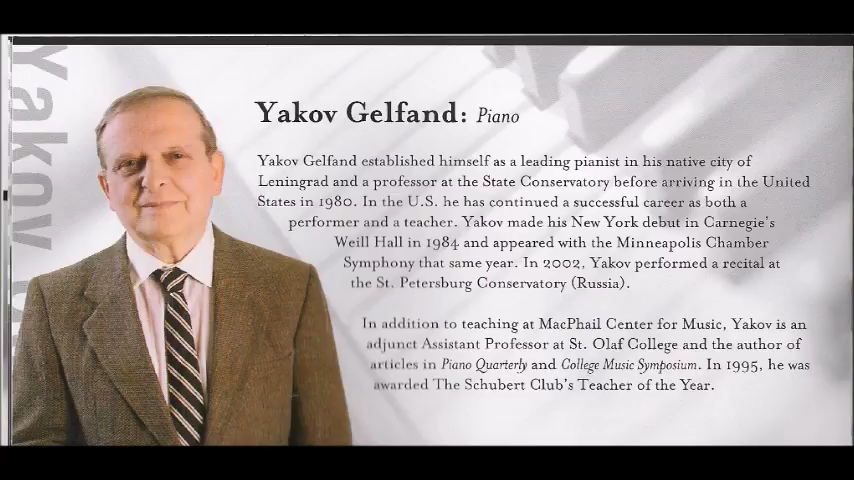 Yakov
Yakov Gelfand: Piano
Yakov Gelfand established himself as a leading pianist in his native city of
Leningrad and a professor at the State Conservatory before arriving in the United
States in 1980. In the U.S. he has continued a successful career as both a
performer and a teacher. Yakov made his New York debut in Carnegie's
Weill Hall in 1984 and appeared with the Minneapolis Chamber
Symphony that same year. In 2002, Yakov performed a recital at
the St. Petersburg Conservatory (Russia).
In addition to teaching at MacPhail Center for Music, Yakov is an
adjunct Assistant Professor at St. Olaf College and the author of
articles in Piano Quarterly and College Music Symposium. In 1995, he was
awarded The Schubert Club's Teacher of the Year.